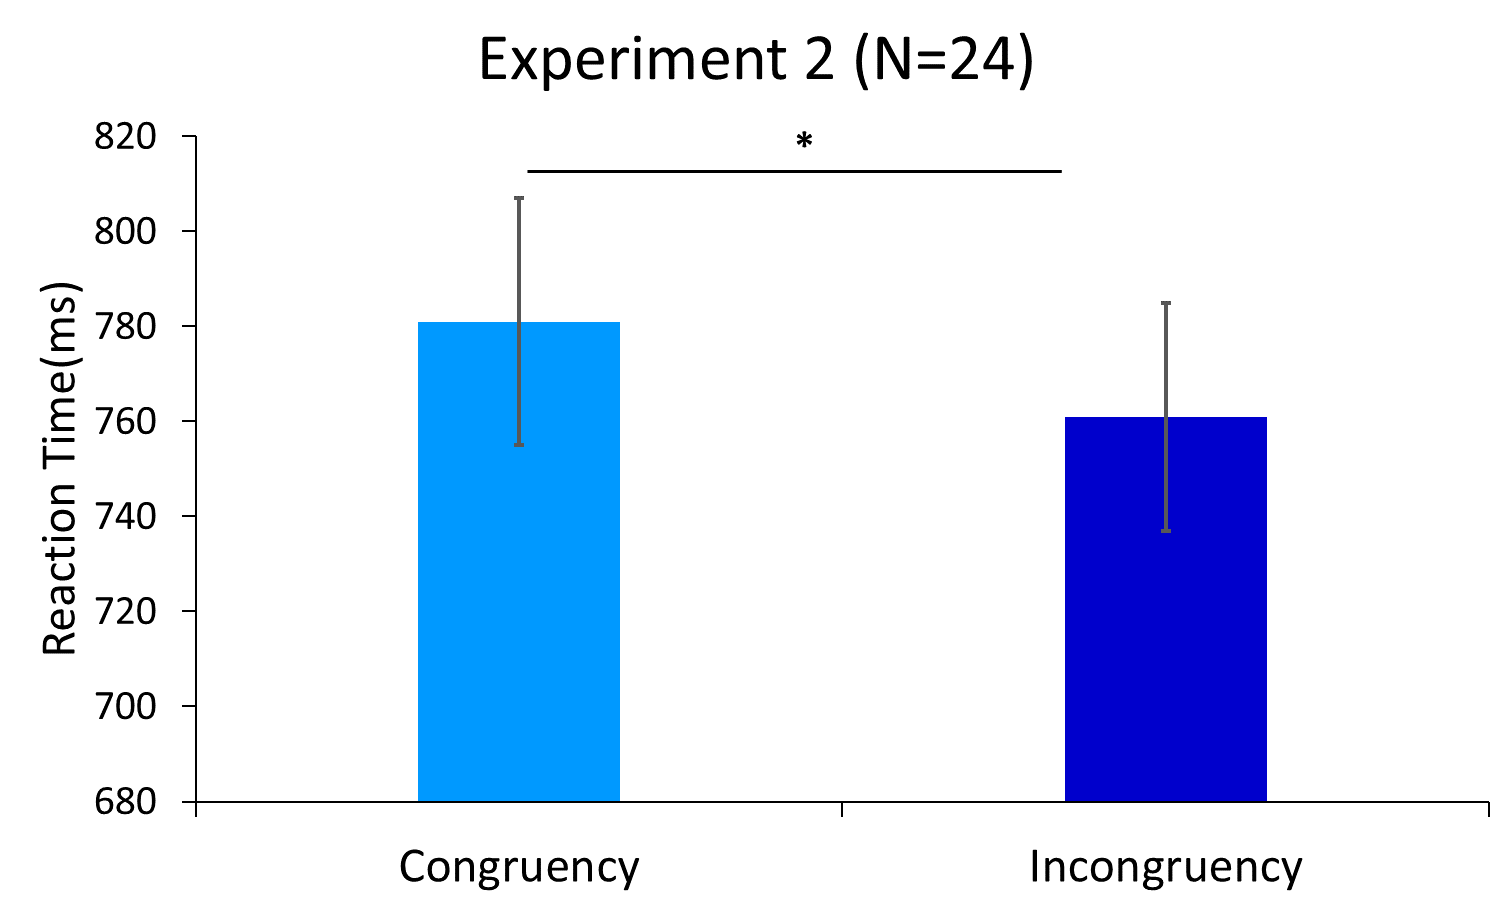 Experiment 2 (N=24)
*
820
800
780
760
740
720
700
680
Reaction Time(ms)
Congruency
Incongruency